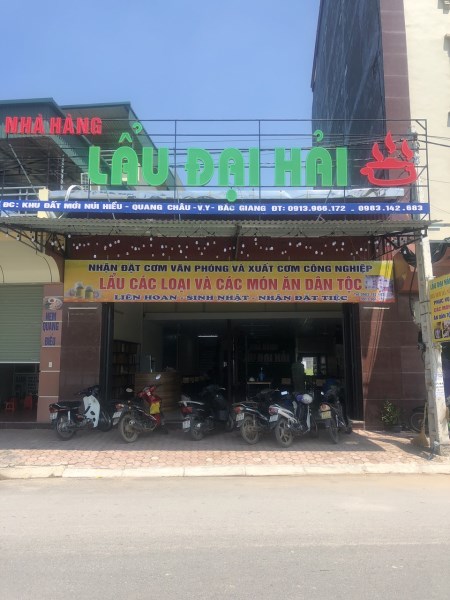 NHÀ HÀNG
LẨU ĐẠI HẢI
ĐC: KHU ĐẤT MỚI NÚI HIỂU - QUANG CHÂU - V.Y - BẮC GIANG ĐT: 0913.966.172 - 0983.142.883
NHẬN ĐẶT CƠM VĂN PHÒNG VÀ XUẤT CƠM CÔNG NGHIỆP
LẨU CÁC LOẠI VÀ CÁC MÓN ĂN DÂN TỘC
LIÊN HOAN - SINH NHẬT - NHẬN ĐẶT TIỆC